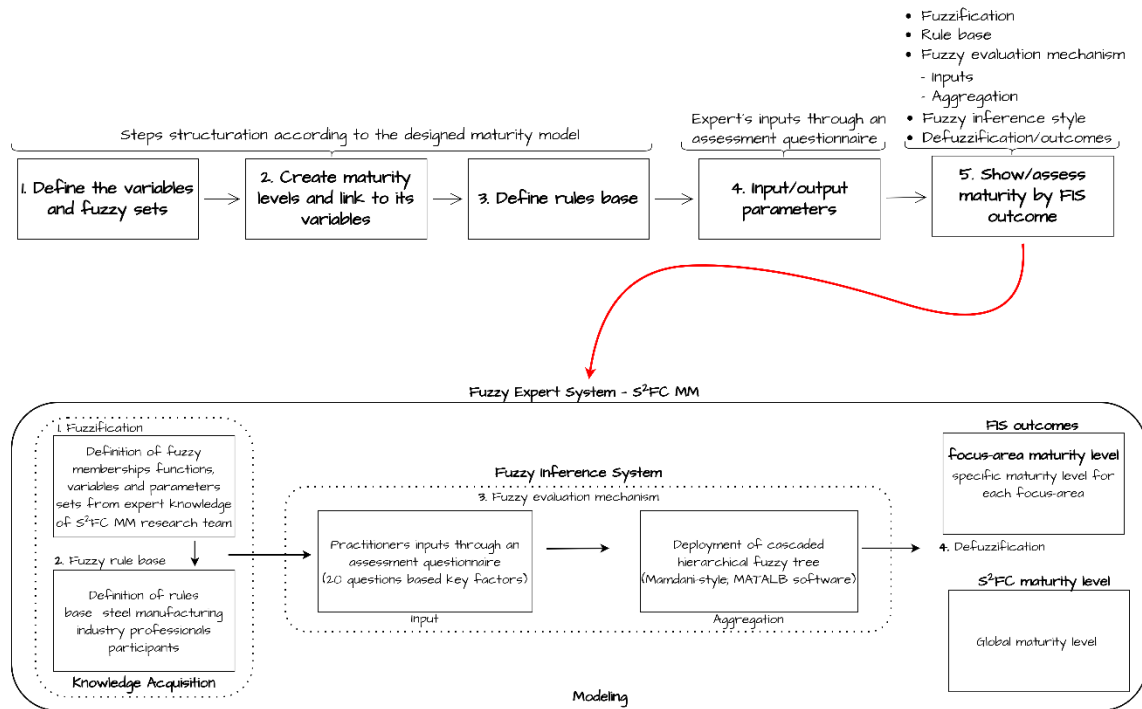 • Fuzzification
• Rule base
• Fuzzy evaluation mechanism
- Inputs
- Aggregation
• Fuzzy inference style
• Defuzzification/outcomes
Steps structuration according to the designed maturity model
Expert's inputs through an
assessment questionnaire
1. Define the variables
and fuzzy sets
2. Create maturity
levels and link to its
variables
3. Define rules base
4. Input/output
parameters
5. Show/assess
maturity by FIS
outcome
Fuzzy Expert System - S²FC MM
1. Fuzzification
Definition of fuzzy
memberships functions,
variables and parameters
sets from expert knowledge
of S²FC MM research team
2. Fuzzy rule base
Definition of rules
base steel manufacturing
industry professionals
participants
Knowledge Acquisition
Fuzzy Inference System
3. Fuzzy evaluation mechanism
Practitioners inputs through an
assessment questionnaire
(20 questions based key factors)
Input
Deployment of cascaded
hierarchical fuzzy tree
(Mamdani-style, MATALB software)
Aggregation
FIS outcomes
focus-area maturity level
specific maturity level for
each focus-area
4. Defuzzification
S²FC maturity level
Global maturity level
Modeling